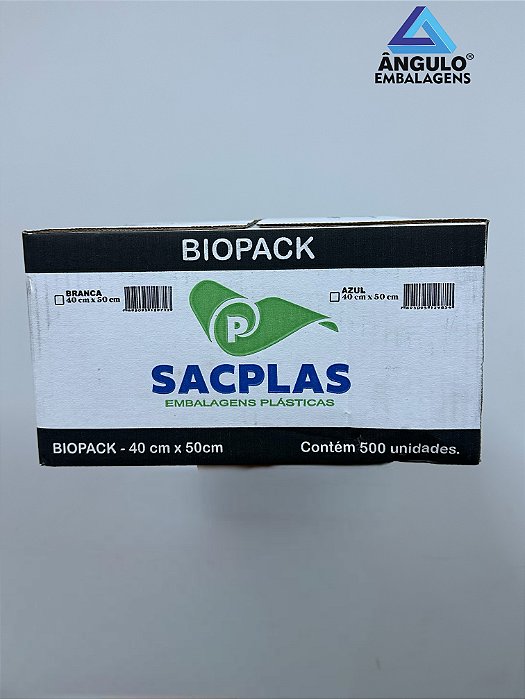 ÂNGULO®
EMBALAGENS
BIOPACK
BRANCA
40 cm x 50 cm
AZUL
40 cm x 50 cm
P
SACPLAS
EMBALAGENS PLÁSTICAS
BIOPACK - 40 cm x 50cm
Contém 500 unidades.